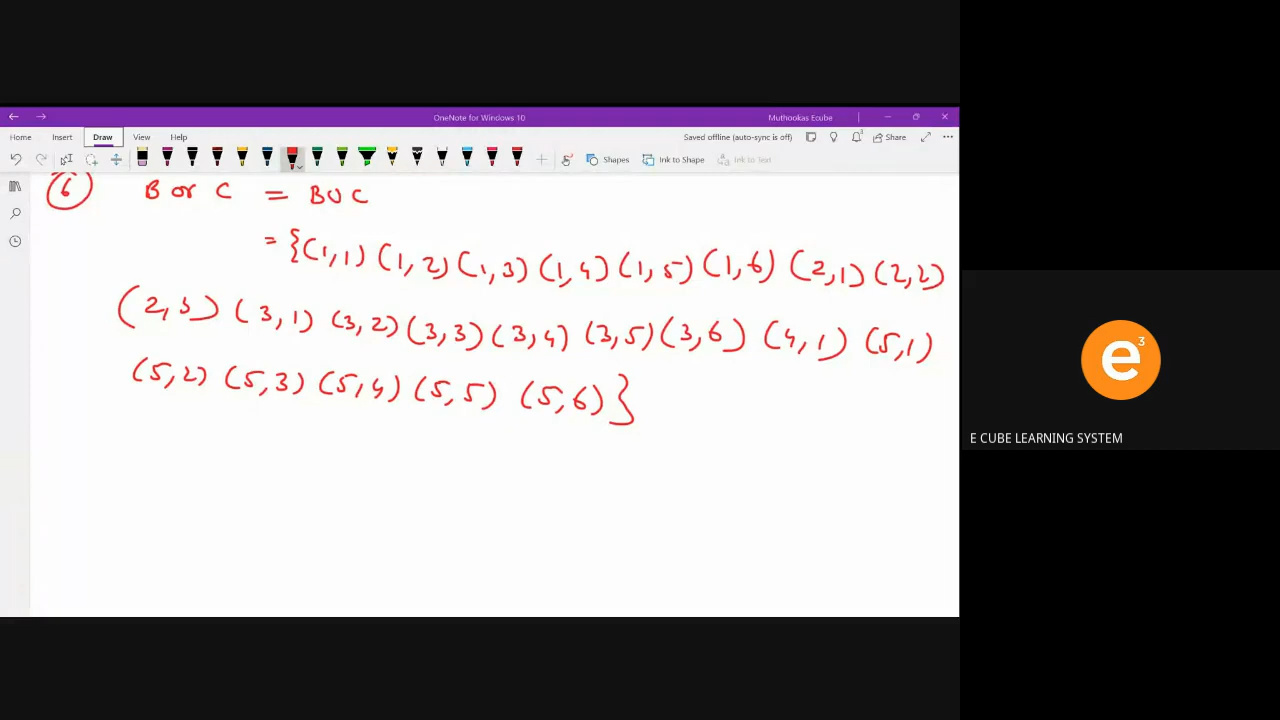 OneNote for Windows 10
Muthookas Ecube
Home Insert Draw View Help
Saved offline (auto-sync is off)
Share
Shapes
Ink to Shape
Ink to Text
6 B or C = B∪C
= {(1,1) (1,2) (1,3) (1,4) (1,5) (1,6) (2,1) (2,2)
(2,3) (3,1) (3,2) (3,3) (3,4) (3,5) (3,6) (4,1) (5,1)
(5,2) (5,3) (5,4) (5,5) (5,6)}
e3
E CUBE LEARNING SYSTEM